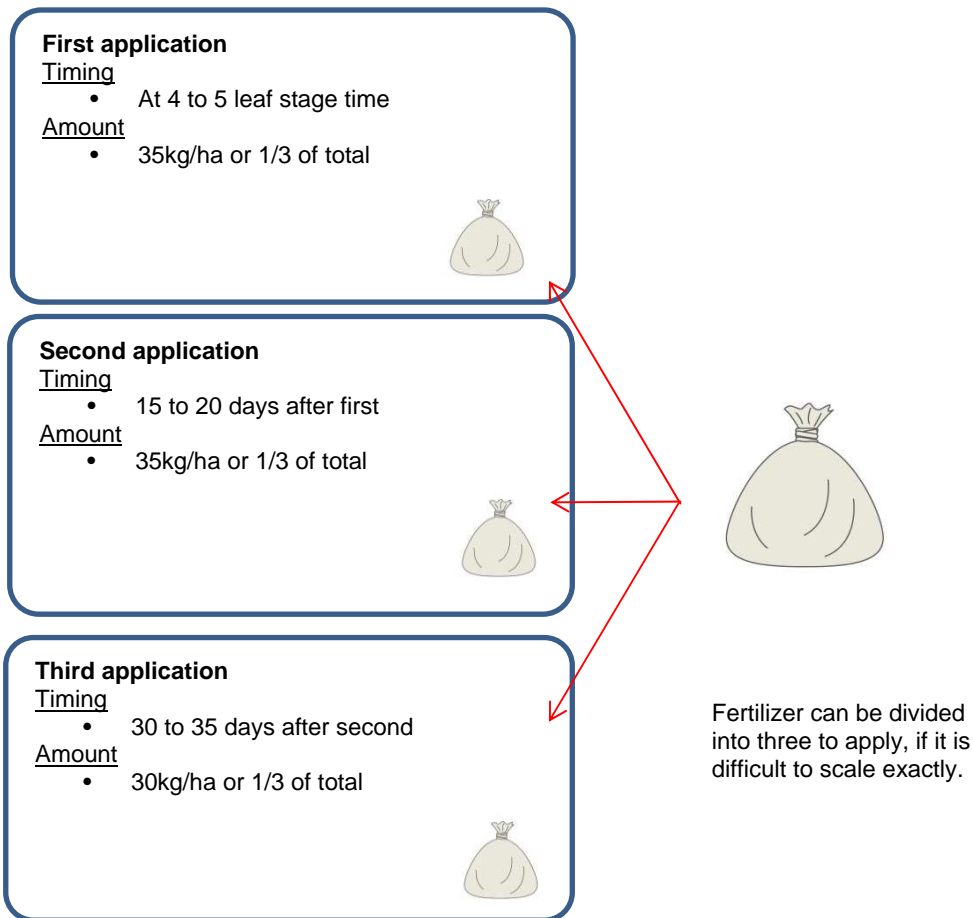 First application
Timing
• At 4 to 5 leaf stage time
Amount
• 35kg/ha or 1/3 of total
Second application
Timing
• 15 to 20 days after first
Amount
• 35kg/ha or 1/3 of total
Third application
Timing
• 30 to 35 days after second
Amount
• 30kg/ha or 1/3 of total
Fertilizer can be divided
into three to apply, if it is
difficult to scale exactly.